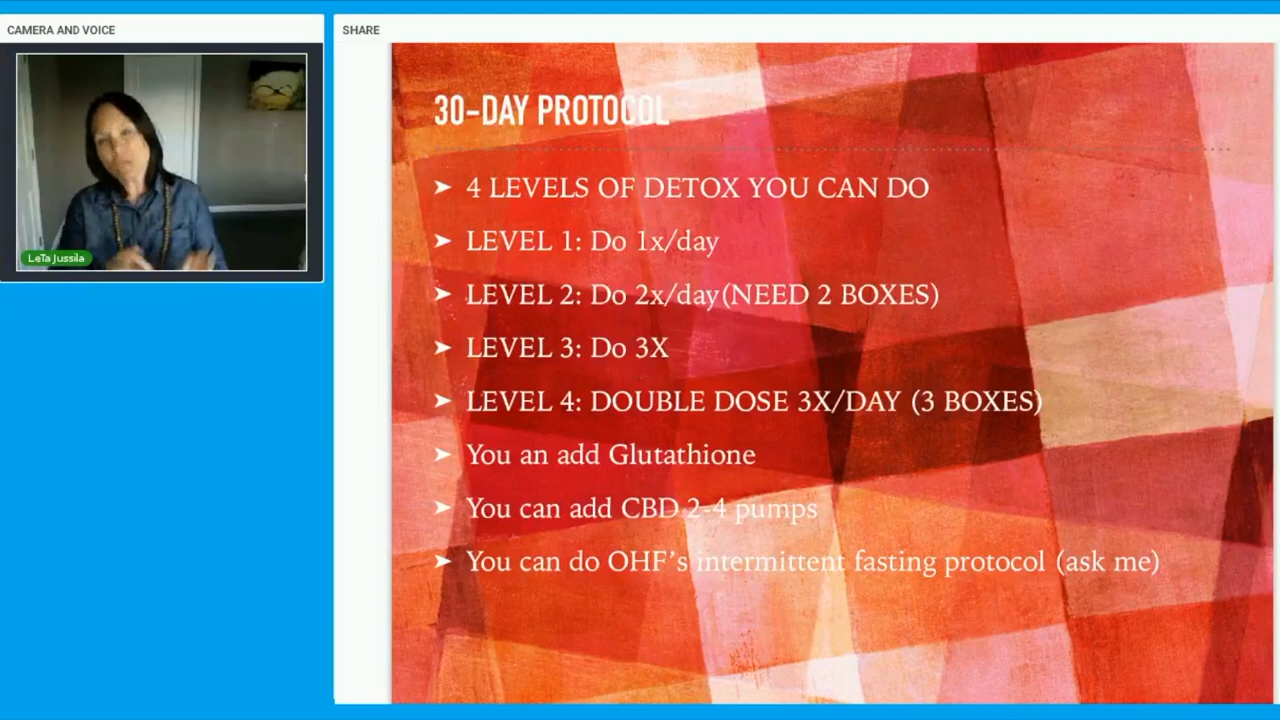 CAMERA AND VOICE
SHARE
LeTa Jussila
30-DAY PROTOCOL
➤ 4 LEVELS OF DETOX YOU CAN DO
➤ LEVEL 1: Do 1x/day
➤ LEVEL 2: Do 2x/day(NEED 2 BOXES)
➤ LEVEL 3: Do 3X
➤ LEVEL 4: DOUBLE DOSE 3X/DAY (3 BOXES)
➤ You an add Glutathione
➤ You can add CBD 2-4 pumps
➤ You can do OHF’s intermittent fasting protocol (ask me)